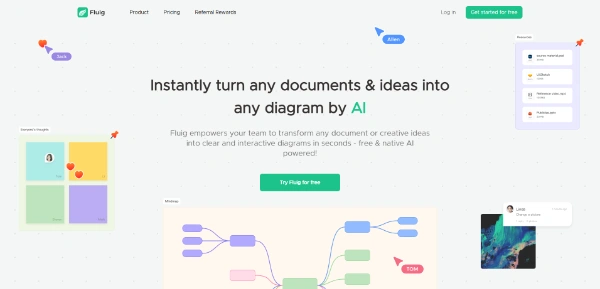 Fluig
Product
Pricing
Referral Rewards
Log in
Get started for free
Allen
Jack
Instantly turn any documents & ideas into
any diagram by AI
Fluig empowers your team to transform any document or creative ideas
into clear and interactive diagrams in seconds - free & native AI
powered!
Try Fluig for free
Mindmap
TOM